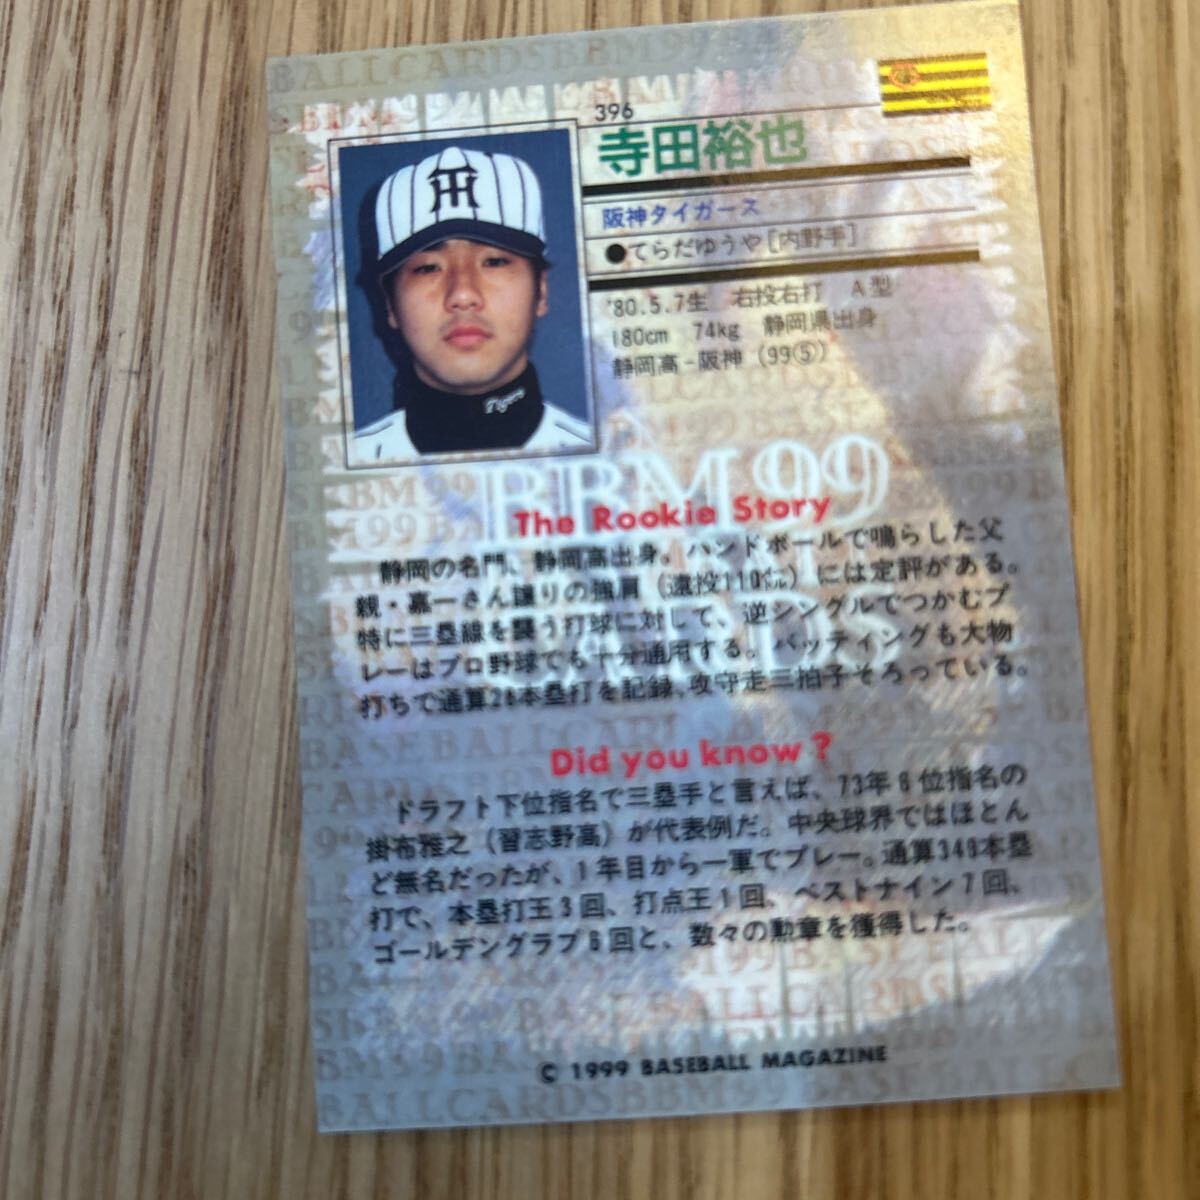 396
寺田裕也
阪神タイガース
●てらだゆうや［内野手］
'80.5.7生 右投右打 A型
180cm 74kg 静岡県出身
静岡高－阪神（99⑤）
Tigers
BBM 99
CARDS
The Rookie Story
静岡の名門、静岡高出身。ハンドボールで鳴らした父
親・嘉一さん譲りの強肩（遠投110㍍）には定評がある。
特に三塁線を襲う打球に対して、逆シングルでつかむプ
レーはプロ野球でも十分通用する。バッティングも大物
打ちで通算28本塁打を記録、攻守走三拍子そろっている。
Did you know?
ドラフト下位指名で三塁手と言えば、73年6位指名の
掛布雅之（習志野高）が代表例だ。中央球界ではほとん
ど無名だったが、1年目から一軍でプレー。通算349本塁
打で、本塁打王3回、打点王1回、ベストナイン7回、
ゴールデングラブ6回と、数々の勲章を獲得した。
© 1999 BASEBALL MAGAZINE